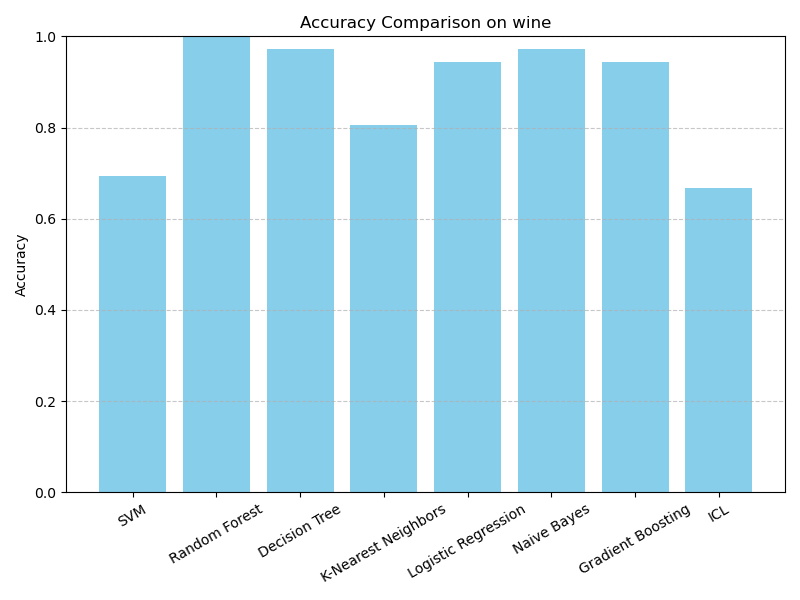 Accuracy Comparison on wine
Accuracy
1.0
0.8
0.6
0.4
0.2
0.0
SVM
Random Forest
Decision Tree
K-Nearest Neighbors
Logistic Regression
Naive Bayes
Gradient Boosting
ICL